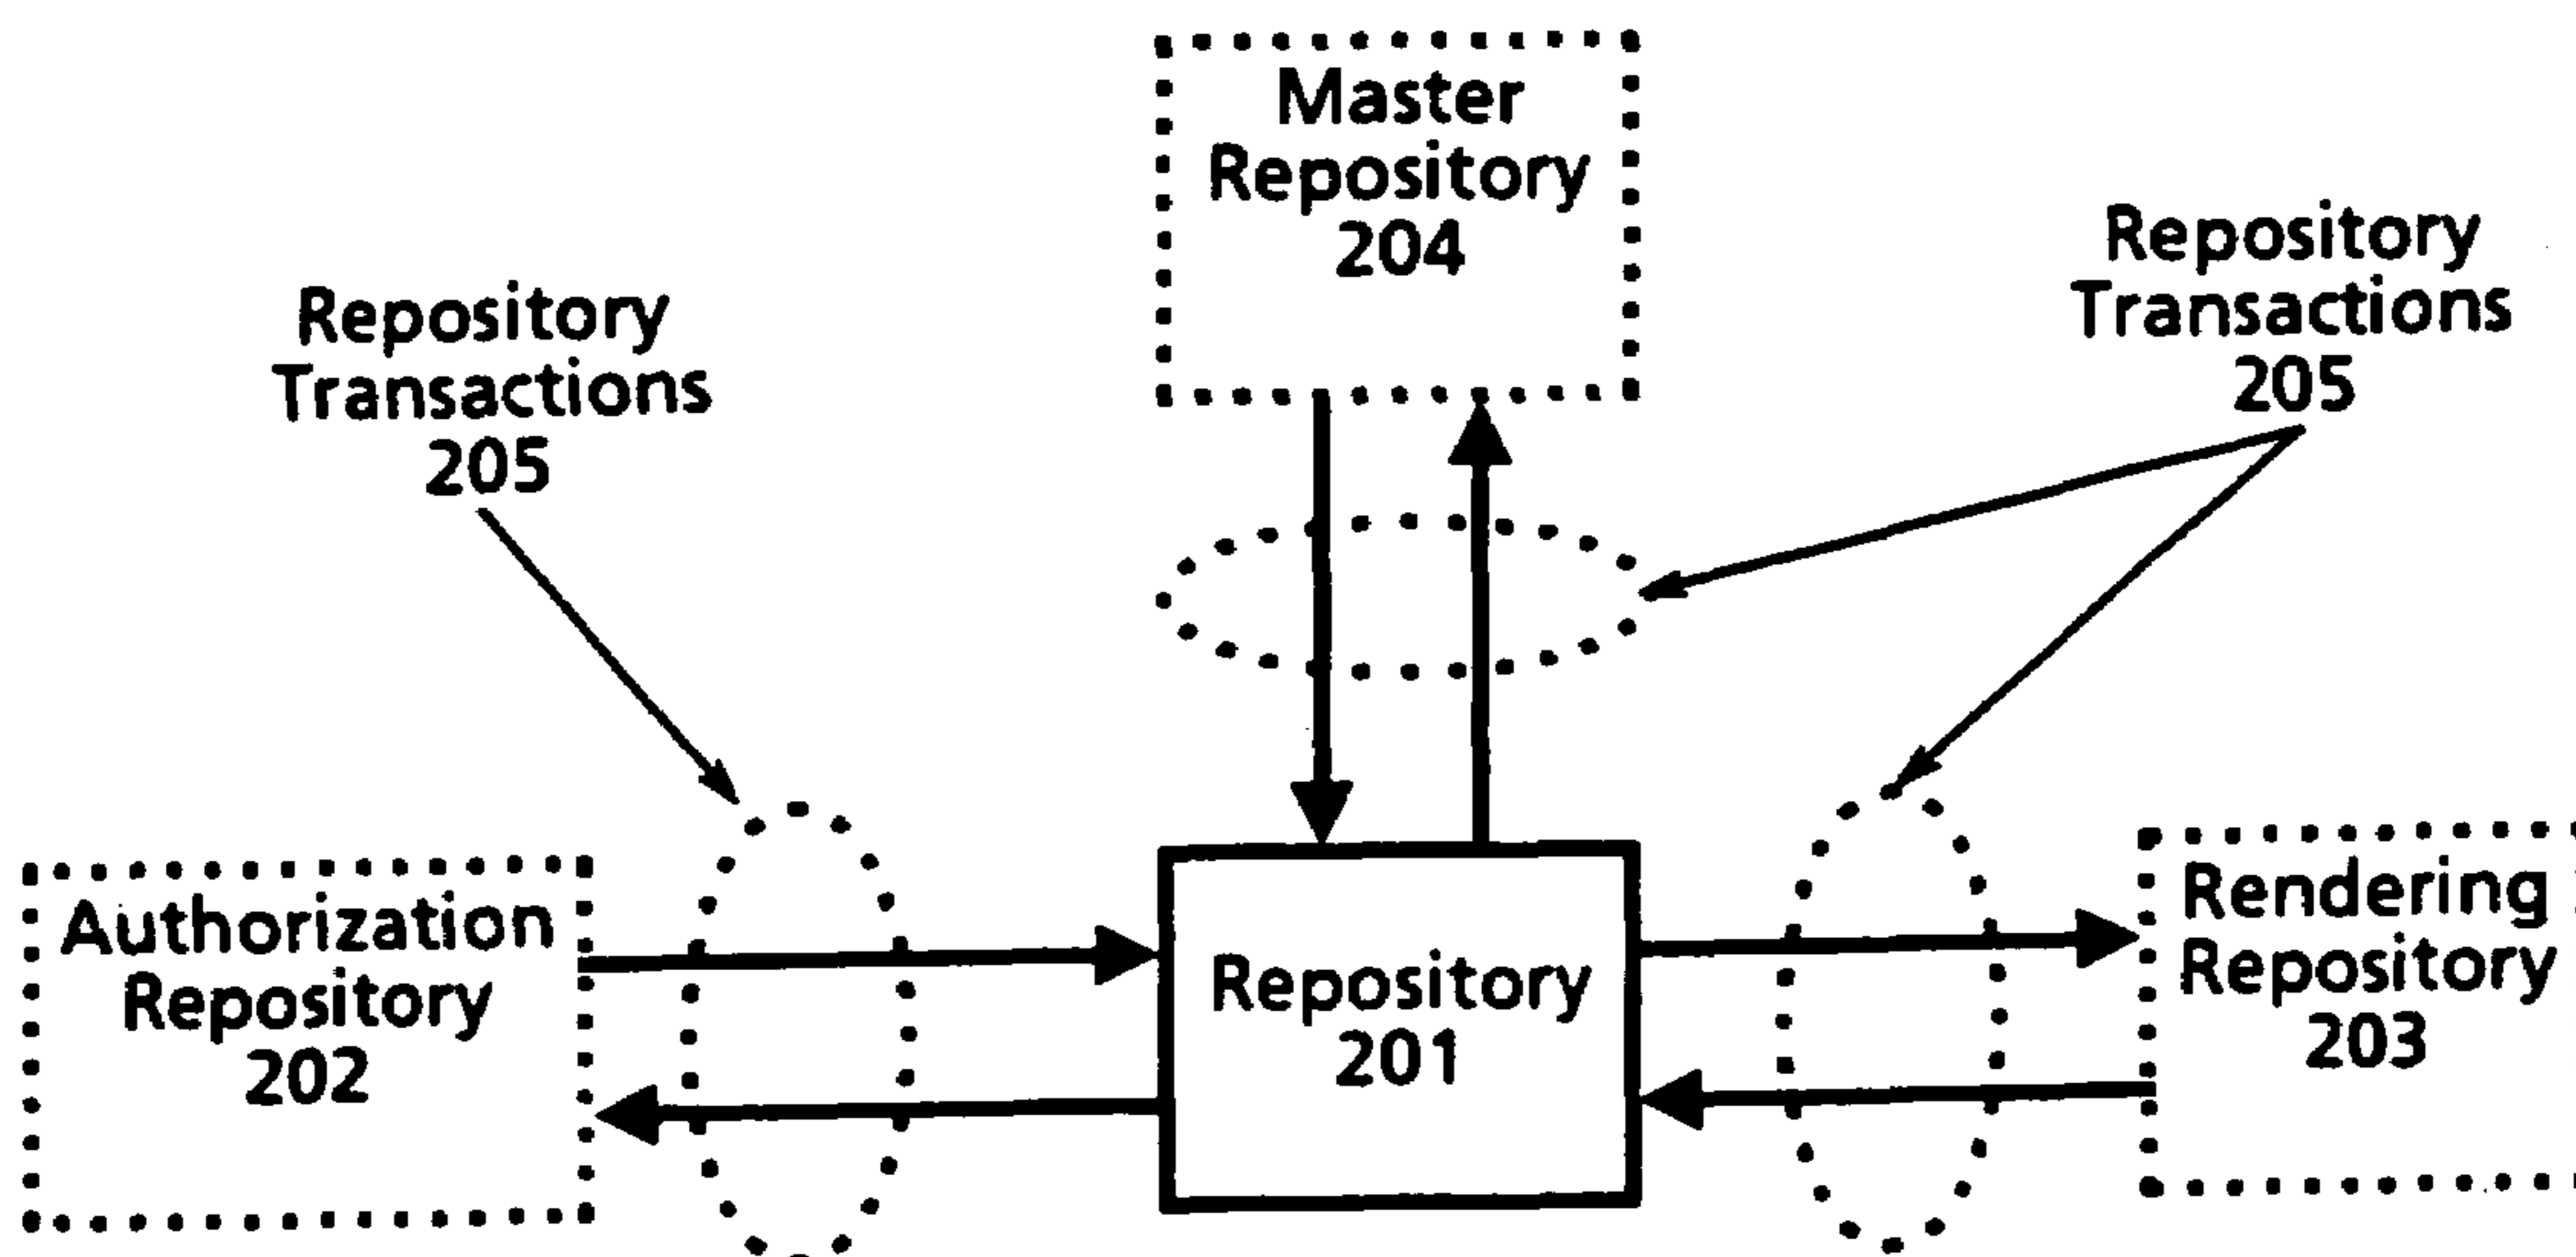 Master
Repository
204
Repository
Transactions
205
Repository
Transactions
205
Authorization
Repository
202
Repository
201
Rendering
Repository
203